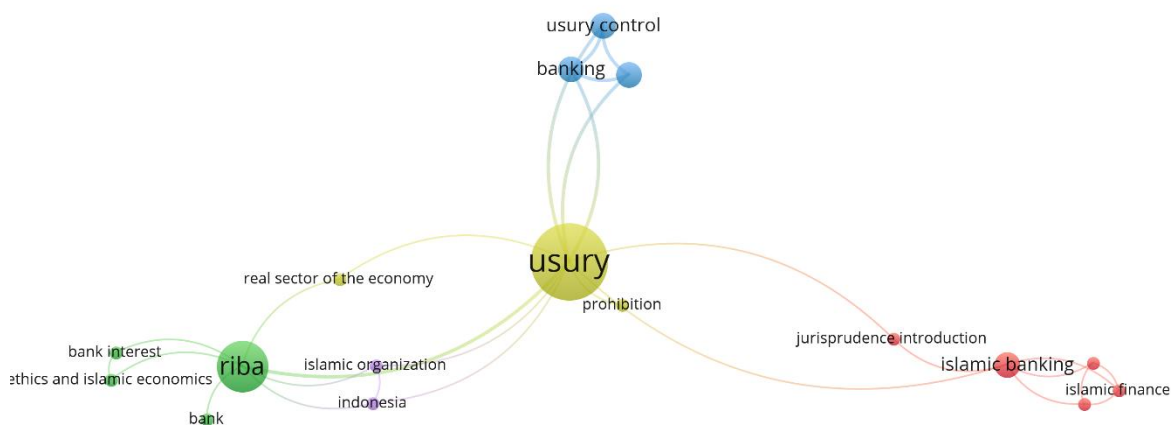 usury control
banking
usury
real sector of the economy
prohibition
jurisprudence introduction
bank interest
riba
islamic organization
islamic banking
ethics and islamic economics
islamic finance
indonesia
bank